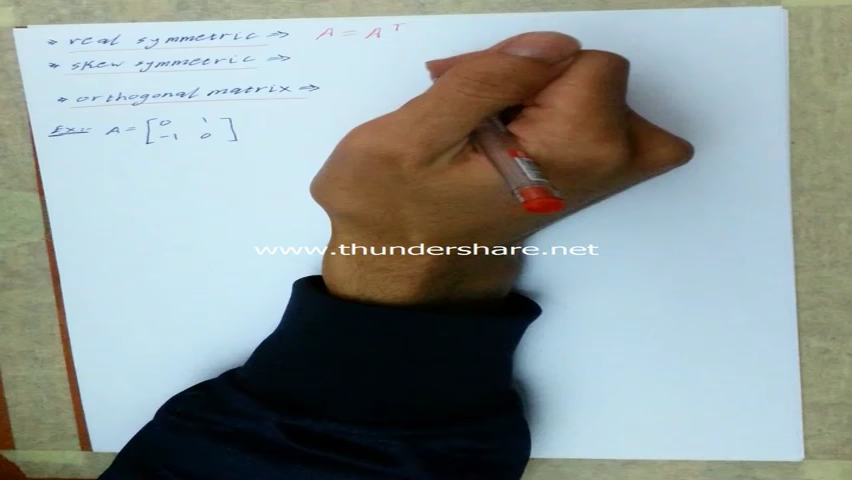 * real symmetric ⇒ A = Aᵀ
* skew symmetric ⇒
* orthogonal matrix ⇒
Ex:- A = [ 0 1
-1 0 ]
www.thundershare.net